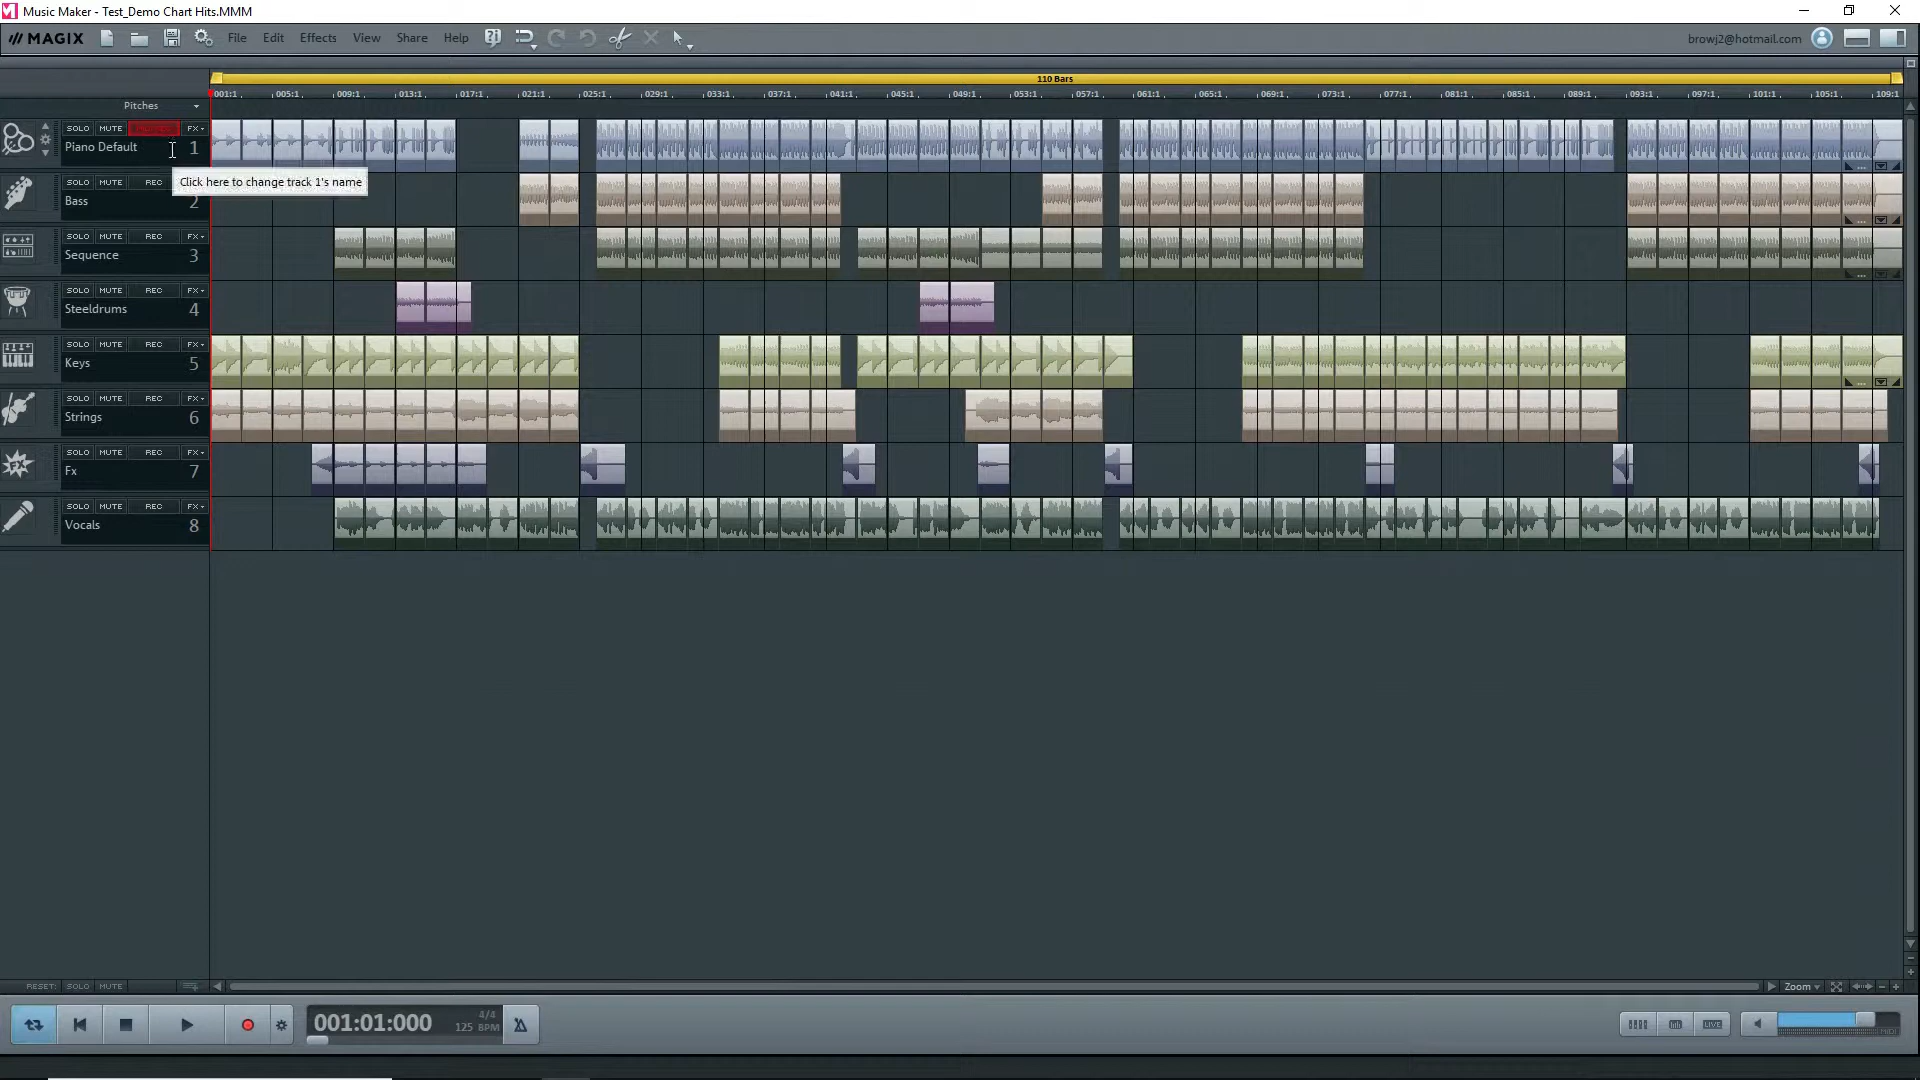 Music Maker - Test_Demo Chart Hits.MMM
MAGIX File Edit Effects View Share Help browj2@hotmail.com
110 Bars
001:1 005:1 009:1 013:1 017:1 021:1 025:1 029:1 033:1 037:1 041:1 045:1 049:1 053:1 057:1 061:1 065:1 069:1 073:1 077:1 081:1 085:1 089:1 093:1 097:1 101:1 105:1 109:1
Pitches
SOLO MUTE FX
Piano Default 1
SOLO MUTE REC
Click here to change track 1's name
Bass 2
SOLO MUTE REC FX
Sequence 3
SOLO MUTE REC FX
Steeldrums 4
SOLO MUTE REC FX
Keys 5
SOLO MUTE REC FX
Strings 6
SOLO MUTE REC FX
Fx 7
SOLO MUTE REC FX
Vocals 8
RESET: SOLO MUTE Zoom
001:01:000 4/4
125 BPM
LIVE
MIDI